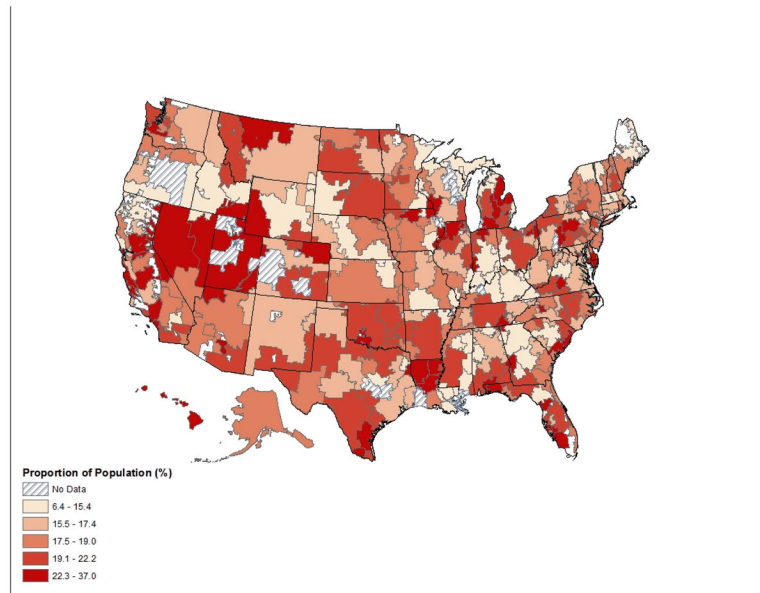 Proportion of Population (%)
No Data
6.4 - 15.4
15.5 - 17.4
17.5 - 19.0
19.1 - 22.2
22.3 - 37.0